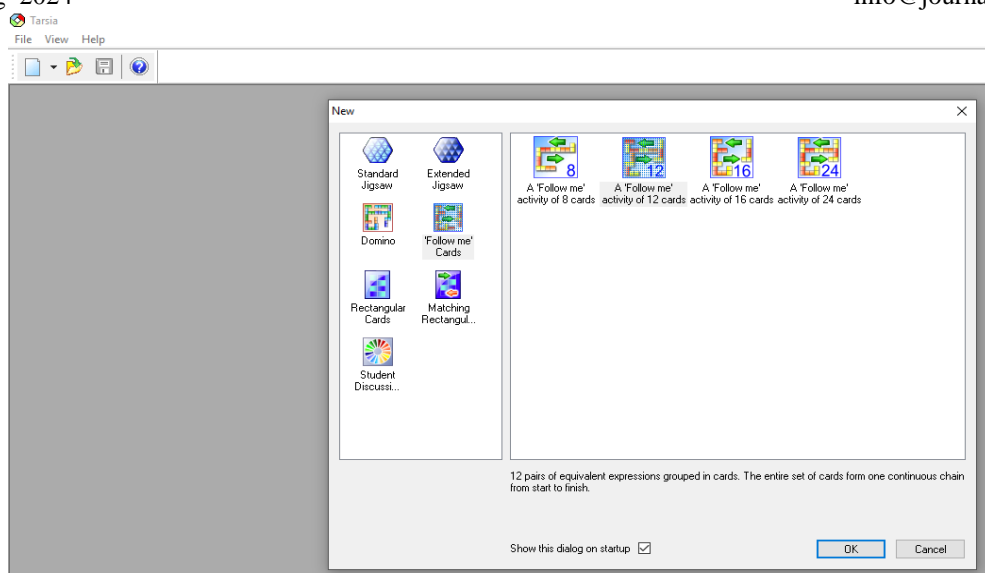 2024
Tarsia
File View Help
New
Standard Jigsaw
Extended Jigsaw
Domino
'Follow me' Cards
Rectangular Cards
Matching Rectangul...
Student Discussi...
8
A 'Follow me' activity of 8 cards
12
A 'Follow me' activity of 12 cards
16
A 'Follow me' activity of 16 cards
24
A 'Follow me' activity of 24 cards
12 pairs of equivalent expressions grouped in cards. The entire set of cards form one continuous chain
from start to finish.
Show this dialog on startup
OK Cancel